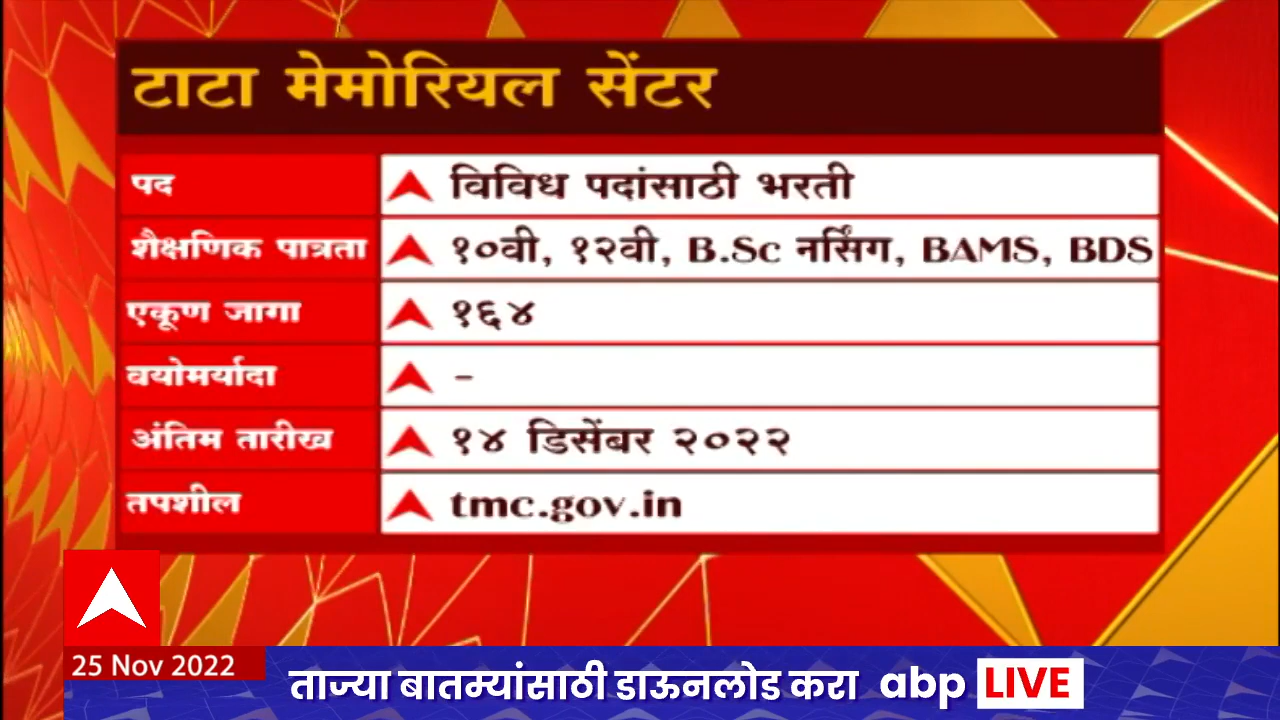 टाटा मेमोरियल सेंटर
पद विविध पदांसाठी भरती
शैक्षणिक पात्रता १०वी, १२वी, B.Sc नर्सिंग, BAMS, BDS
एकूण जागा १६४
वयोमर्यादा -
अंतिम तारीख १४ डिसेंबर २०२२
तपशील tmc.gov.in
25 Nov 2022
ताज्या बातम्यांसाठी डाऊनलोड करा abp LIVE